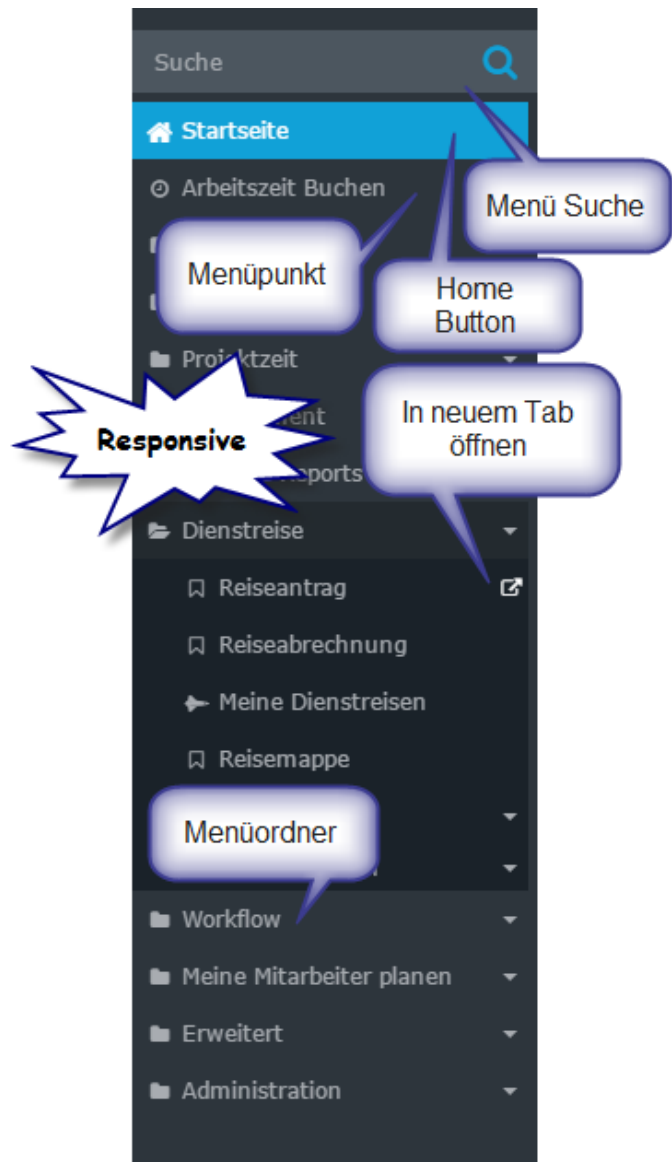 Suche
Startseite
Arbeitszeit Buchen
Menü Suche
Menüpunkt
Home
Button
Projektzeit
In neuem Tab
öffnen
Responsive
Reports
Dienstreise
Reiseantrag
Reiseabrechnung
Meine Dienstreisen
Reisemappe
Menüordner
Workflow
Meine Mitarbeiter planen
Erweitert
Administration